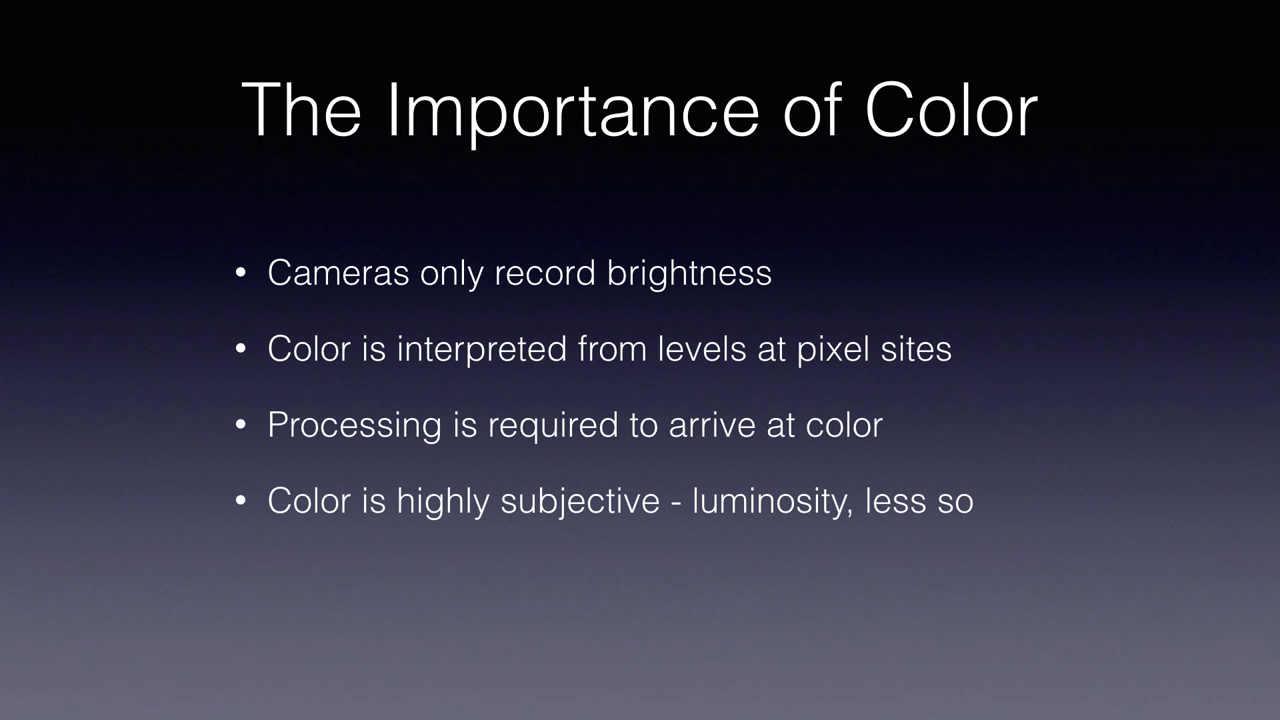 The Importance of Color
• Cameras only record brightness
• Color is interpreted from levels at pixel sites
• Processing is required to arrive at color
• Color is highly subjective - luminosity, less so